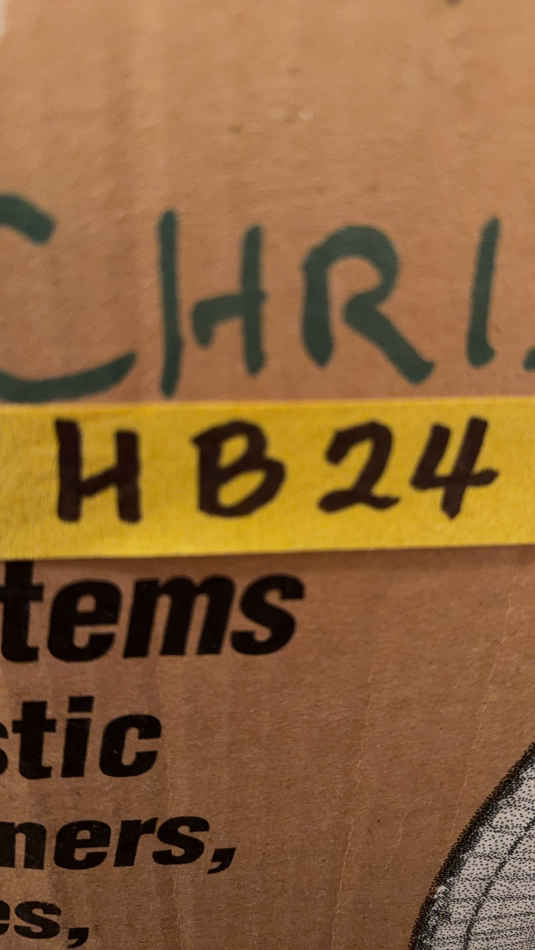 CHRI
HB24
tems
stic
ners,
es,